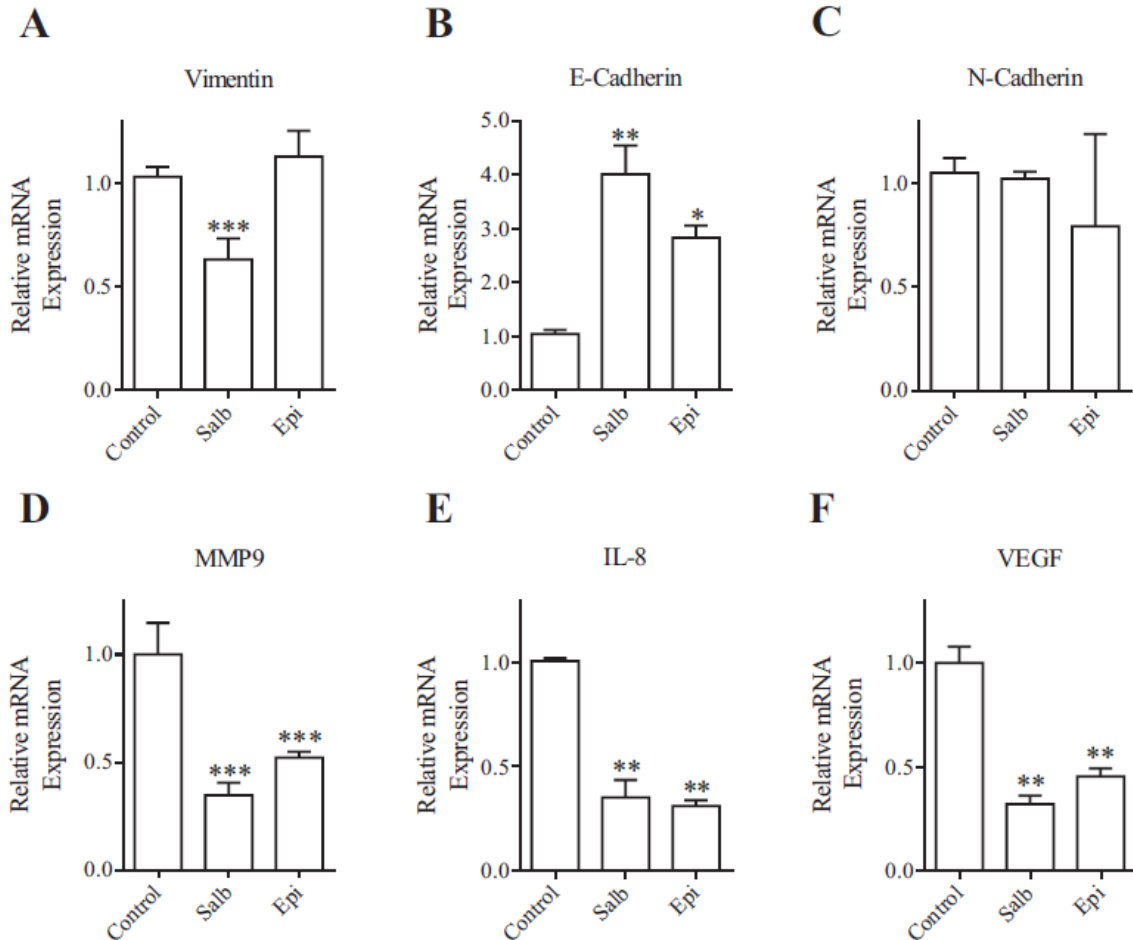 A
B
C
Vimentin
E-Cadherin
N-Cadherin
Relative mRNA
Expression
1.0
0.5
0.0
***
Control
Salb
Epi
Relative mRNA
Expression
5.0
4.0
3.0
2.0
1.0
0.0
**
*
Control
Salb
Epi
Relative mRNA
Expression
1.0
0.5
0.0
Control
Salb
Epi
D
E
F
MMP9
IL-8
VEGF
Relative mRNA
Expression
1.0
0.5
0.0
***
***
Control
Salb
Epi
Relative mRNA
Expression
1.0
0.5
0.0
**
**
Control
Salb
Epi
Relative mRNA
Expression
1.0
0.5
0.0
**
**
Control
Salb
Epi